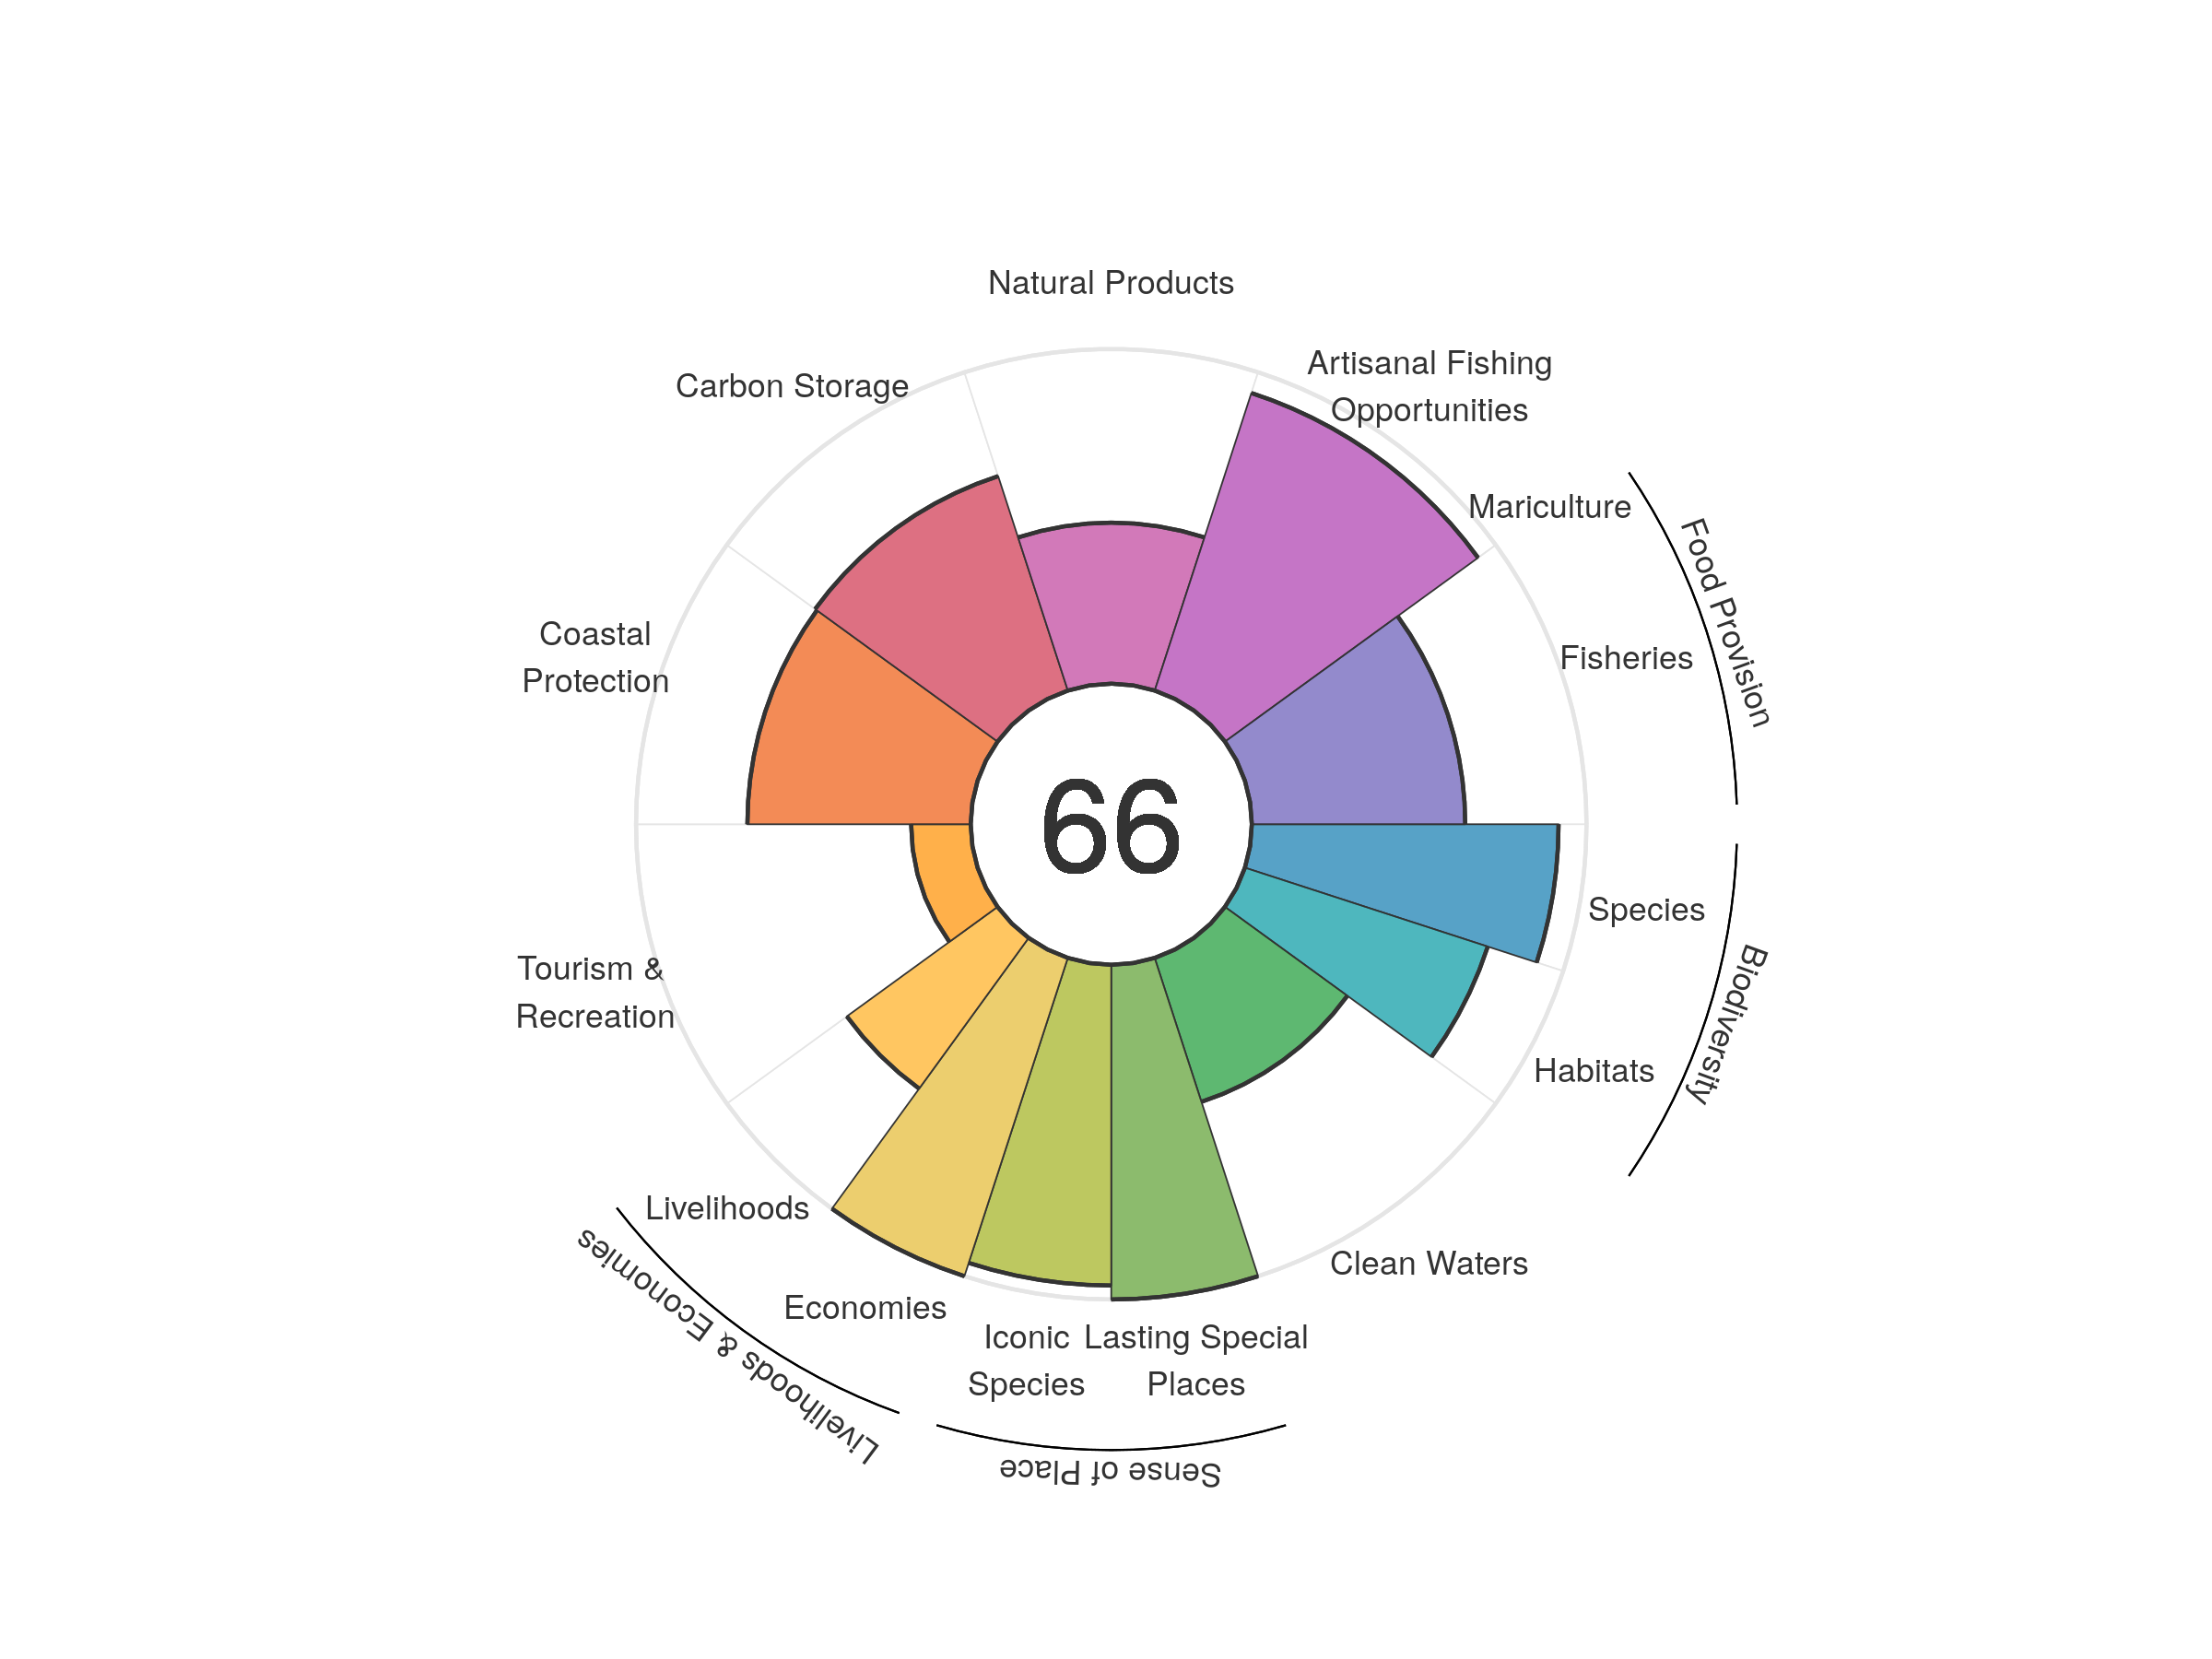 Natural Products
Artisanal Fishing
Opportunities
Carbon Storage
Mariculture
Food Provision
Coastal
Protection
Fisheries
66
Species
Biodiversity
Tourism &
Recreation
Habitats
Livelihoods
Livelihoods & Economies
Clean Waters
Economies
Iconic
Species
Lasting Special
Places
Sense of Place